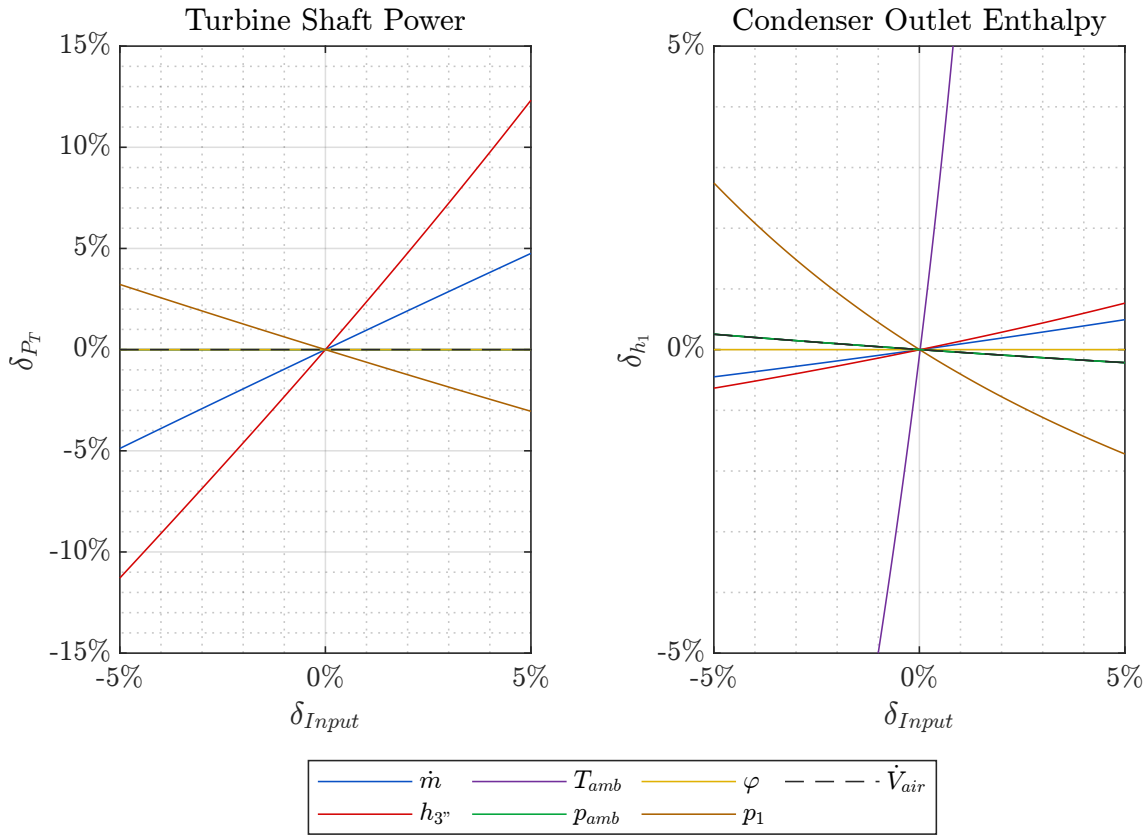 Turbine Shaft Power
Condenser Outlet Enthalpy
15%
10%
5%
0%
-5%
-10%
-15%
δ_{P_T}
-5%
0%
5%
δ_{Input}
5%
0%
-5%
δ_{h_1}
-5%
0%
5%
δ_{Input}
ṁ
T_{amb}
φ
V̇_{air}
h_{3"}
p_{amb}
p_1